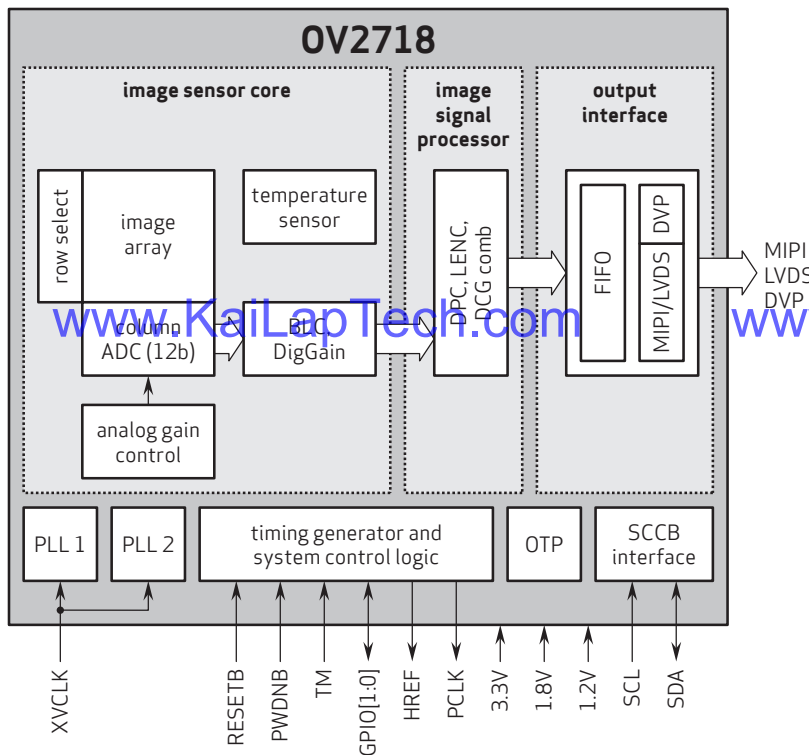 OV2718
image sensor core
image
signal
processor
output
interface
row select
image
array
temperature
sensor
column
ADC (12b)
BLC,
DigGain
analog gain
control
DPC, LENC,
DCG comb
FIFO
DVP
MIPI/LVDS
MIPI
LVDS
DVP
www.KaiLapTech.com
ww
PLL 1
PLL 2
timing generator and
system control logic
OTP
SCCB
interface
XVCLK
RESETB
PWDNB
TM
GPIO[1:0]
HREF
PCLK
3.3V
1.8V
1.2V
SCL
SDA